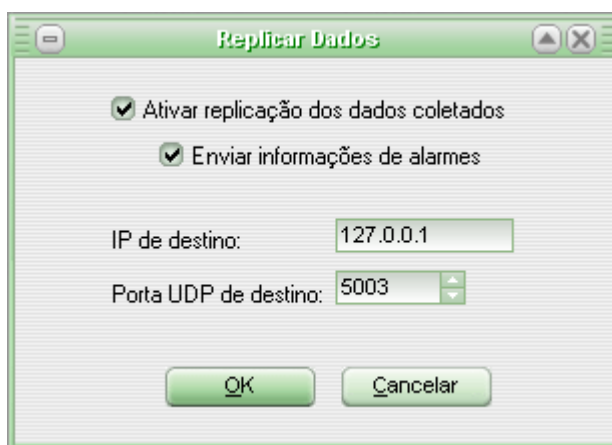 Replicar Dados
Ativar replicação dos dados coletados
Enviar informações de alarmes
IP de destino: 127.0.0.1
Porta UDP de destino: 5003
OK Cancelar